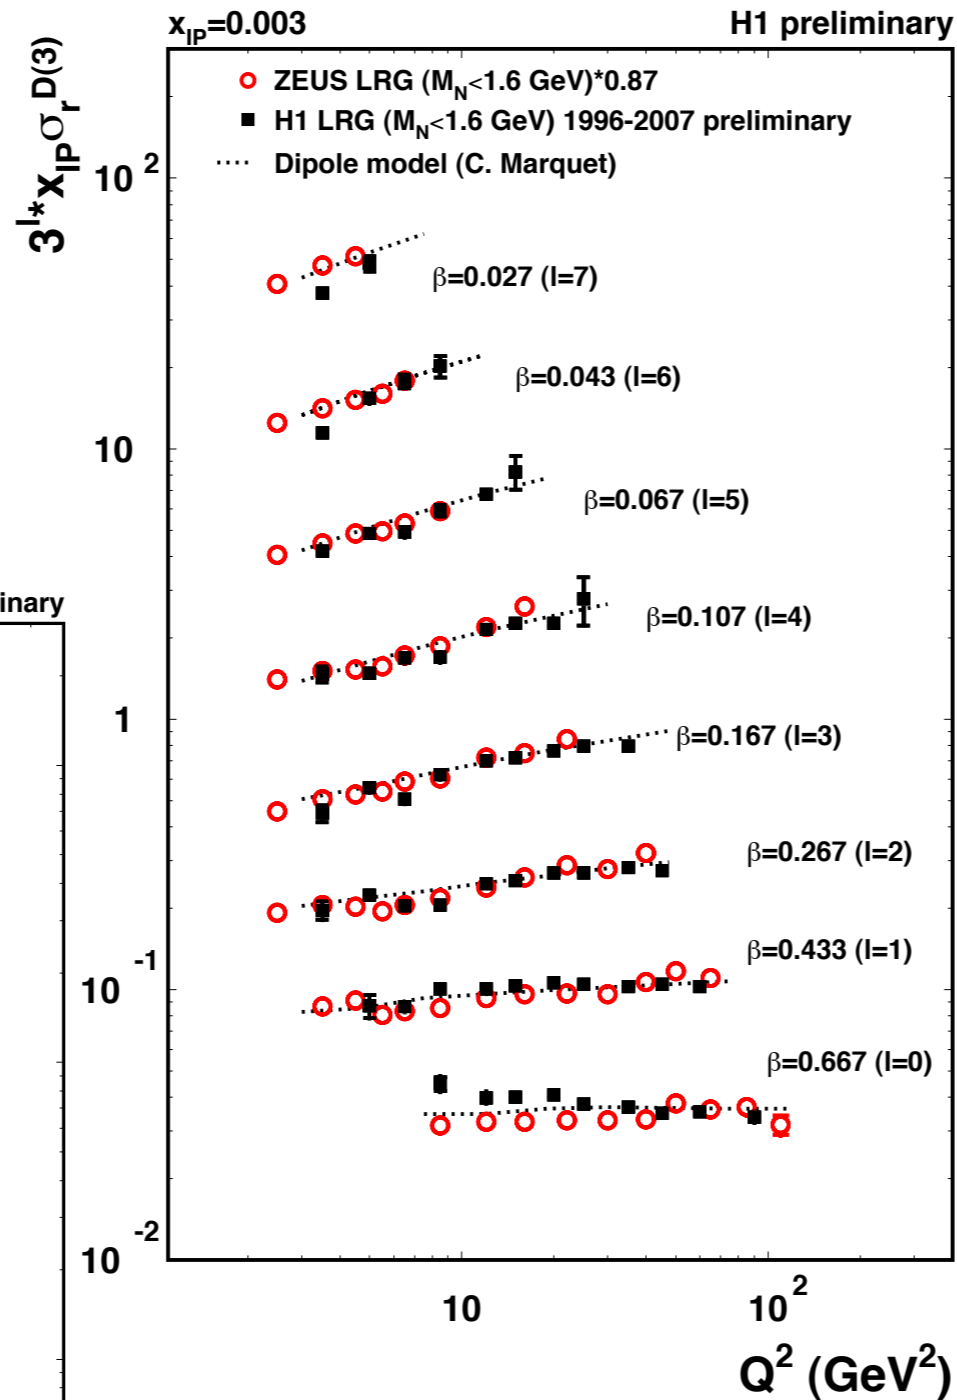 x_IP=0.003 H1 preliminary
3^l*x_IP σ_r^D(3)
ZEUS LRG (M_N<1.6 GeV)*0.87
H1 LRG (M_N<1.6 GeV) 1996-2007 preliminary
Dipole model (C. Marquet)
10^2
β=0.027 (l=7)
β=0.043 (l=6)
10
β=0.067 (l=5)
inary
β=0.107 (l=4)
1
β=0.167 (l=3)
β=0.267 (l=2)
β=0.433 (l=1)
10^-1
β=0.667 (l=0)
10^-2
10 10^2
Q^2 (GeV^2)